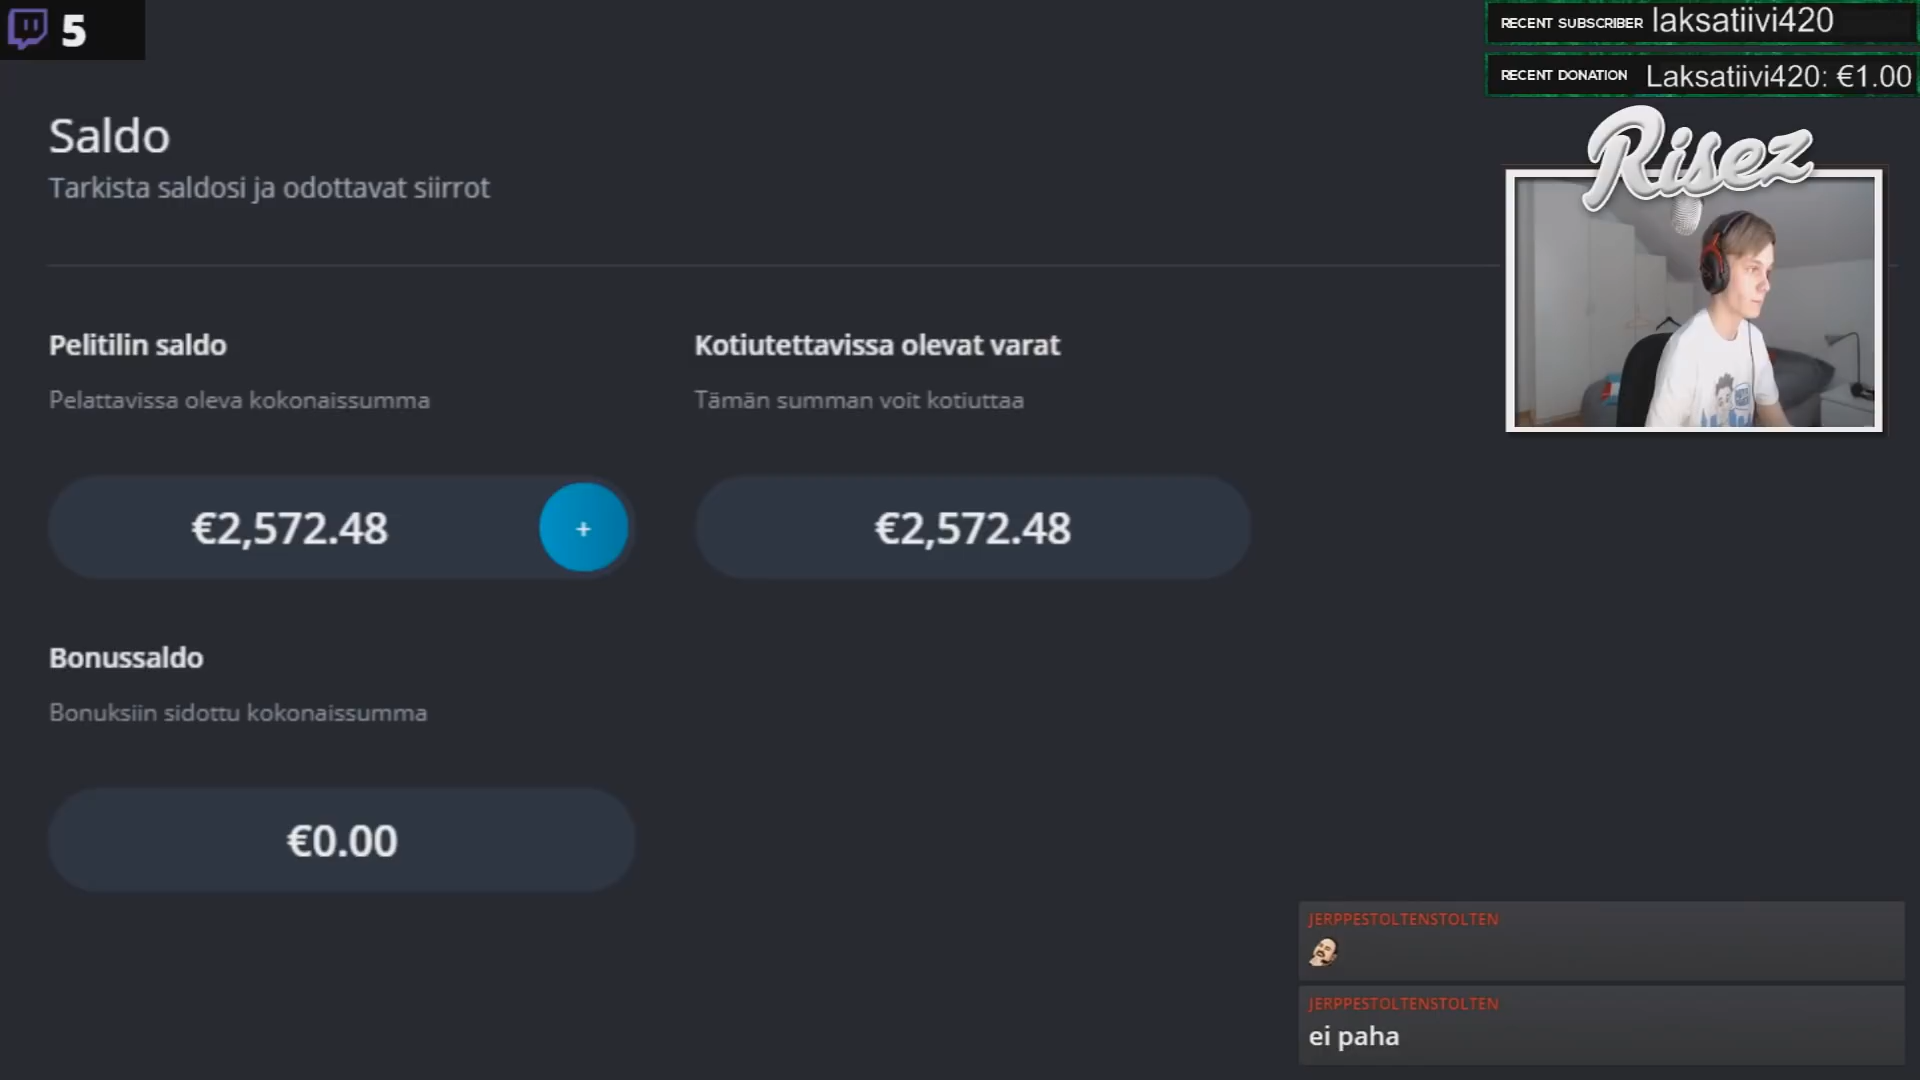 5
RECENT SUBSCRIBER laksatiivi420
RECENT DONATION Laksatiivi420: €1.00
Risez
Saldo
Tarkista saldosi ja odottavat siirrot
Pelitilin saldo
Pelattavissa oleva kokonaissumma
€2,572.48 +
Kotiutettavissa olevat varat
Tämän summan voit kotiuttaa
€2,572.48
Bonussaldo
Bonuksiin sidottu kokonaissumma
€0.00
JERPPESTOLTENSTOLTEN
JERPPESTOLTENSTOLTEN
ei paha